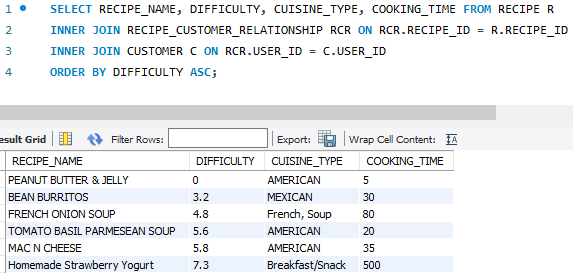 1 SELECT RECIPE_NAME, DIFFICULTY, CUISINE_TYPE, COOKING_TIME FROM RECIPE R
2 INNER JOIN RECIPE_CUSTOMER_RELATIONSHIP RCR ON RCR.RECIPE_ID = R.RECIPE_ID
3 INNER JOIN CUSTOMER C ON RCR.USER_ID = C.USER_ID
4 ORDER BY DIFFICULTY ASC;
esult Grid Filter Rows: Export: Wrap Cell Content:
RECIPE_NAME DIFFICULTY CUISINE_TYPE COOKING_TIME
PEANUT BUTTER & JELLY 0 AMERICAN 5
BEAN BURRITOS 3.2 MEXICAN 30
FRENCH ONION SOUP 4.8 French, Soup 80
TOMATO BASIL PARMESEAN SOUP 5.6 AMERICAN 20
MAC N CHEESE 5.8 AMERICAN 35
Homemade Strawberry Yogurt 7.3 Breakfast/Snack 500